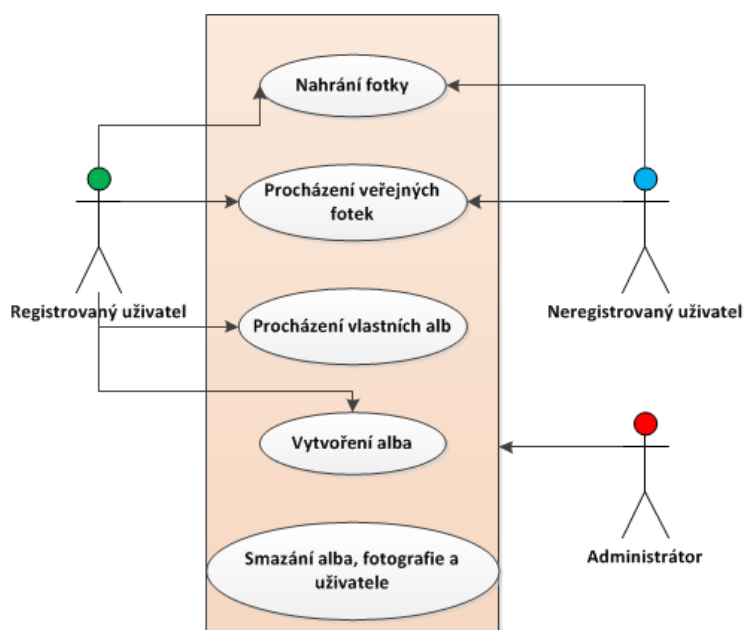 Nahrání fotky
Procházení veřejných
fotek
Registrovaný uživatel
Neregistrovaný uživatel
Procházení vlastních alb
Vytvoření alba
Smazání alba, fotografie a
uživatele
Administrátor